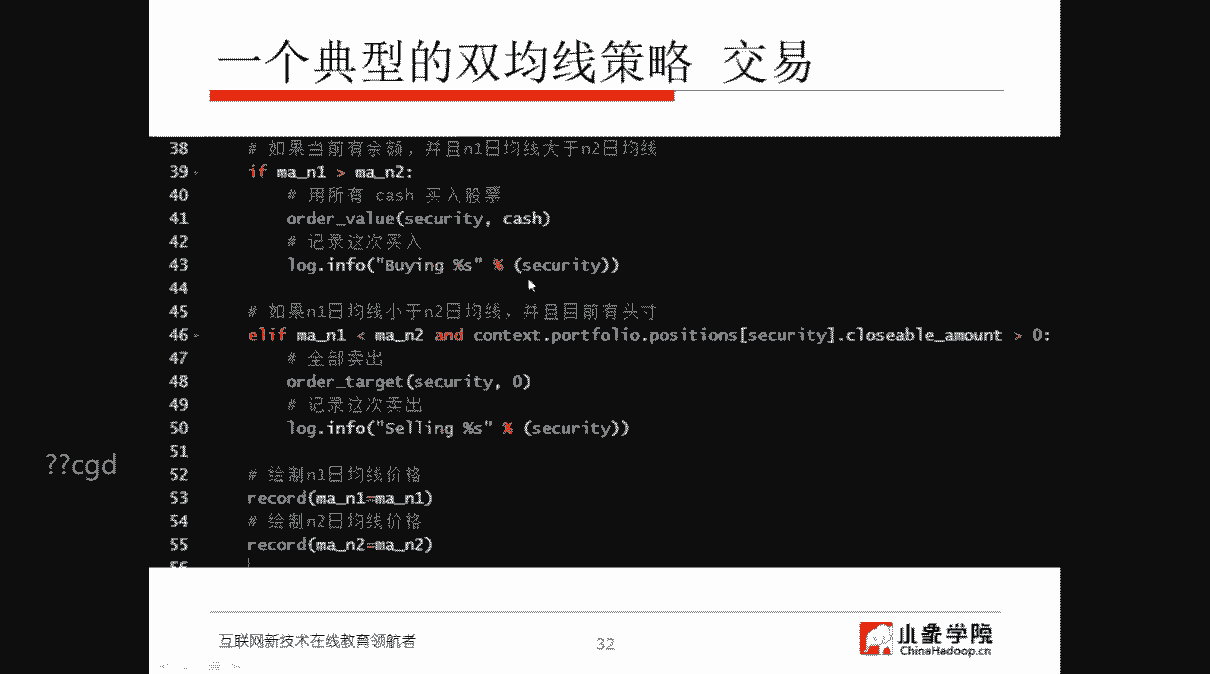 一个典型的双均线策略 交易
38 # 如果当前有余额，并且n1日均线大于n2日均线
39 if ma_n1 > ma_n2:
40 # 用所有 cash 买入股票
41 order_value(security, cash)
42 # 记录这次买入
43 log.info("Buying %s" % (security))
44
45 # 如果n1日均线小于n2日均线，并且目前有头寸
46 elif ma_n1 < ma_n2 and context.portfolio.positions[security].closeable_amount > 0:
47 # 全部卖出
48 order_target(security, 0)
49 # 记录这次卖出
50 log.info("Selling %s" % (security))
51
52 # 绘制n1日均线价格
53 record(ma_n1=ma_n1)
54 # 绘制n2日均线价格
55 record(ma_n2=ma_n2)
??cgd
互联网新技术在线教育领航者
32
小象学院
ChinaHadoop.cn